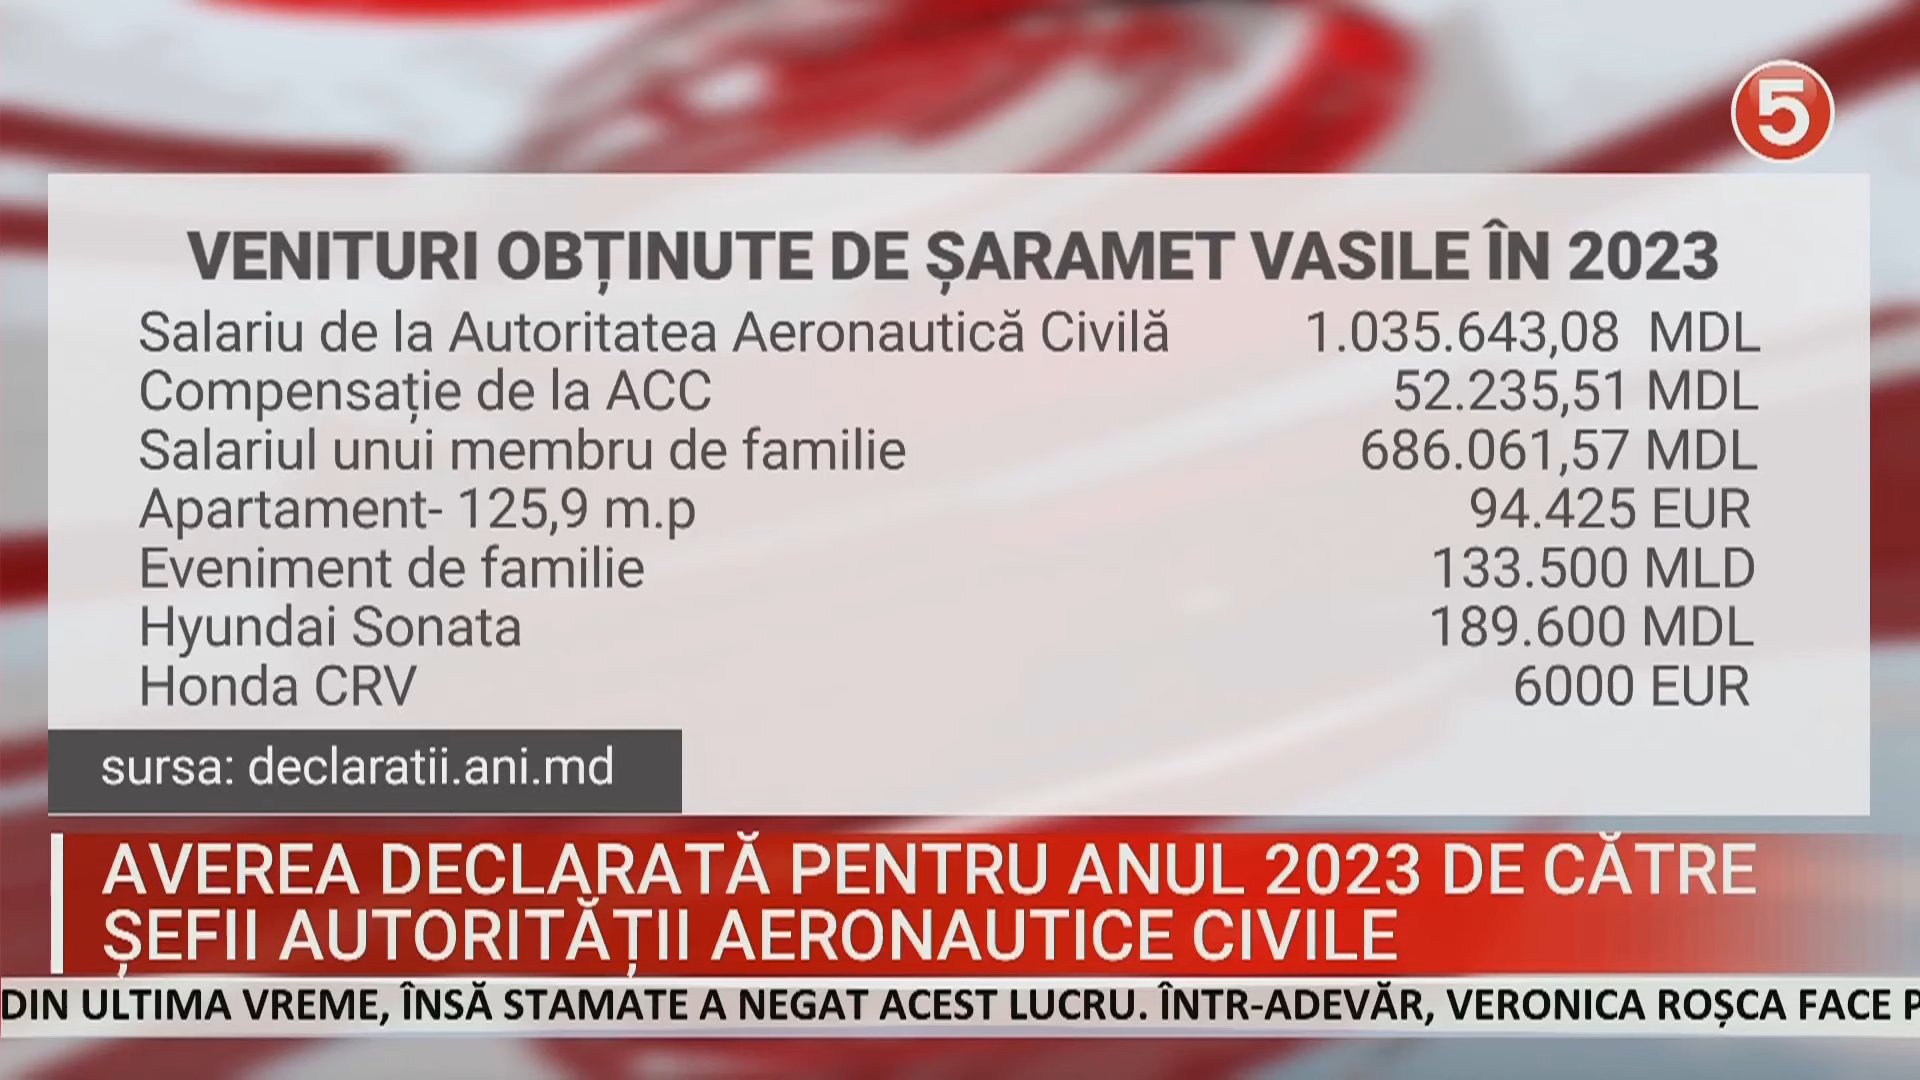 5
VENITURI OBȚINUTE DE ȘARAMET VASILE ÎN 2023
Salariu de la Autoritatea Aeronautică Civilă 1.035.643,08 MDL
Compensație de la ACC 52.235,51 MDL
Salariul unui membru de familie 686.061,57 MDL
Apartament- 125,9 m.p 94.425 EUR
Eveniment de familie 133.500 MLD
Hyundai Sonata 189.600 MDL
Honda CRV 6000 EUR
sursa: declaratii.ani.md
AVEREA DECLARATĂ PENTRU ANUL 2023 DE CĂTRE
ȘEFII AUTORITĂȚII AERONAUTICE CIVILE
DIN ULTIMA VREME, ÎNSĂ STAMATE A NEGAT ACEST LUCRU. ÎNTR-ADEVĂR, VERONICA ROȘCA FACE P